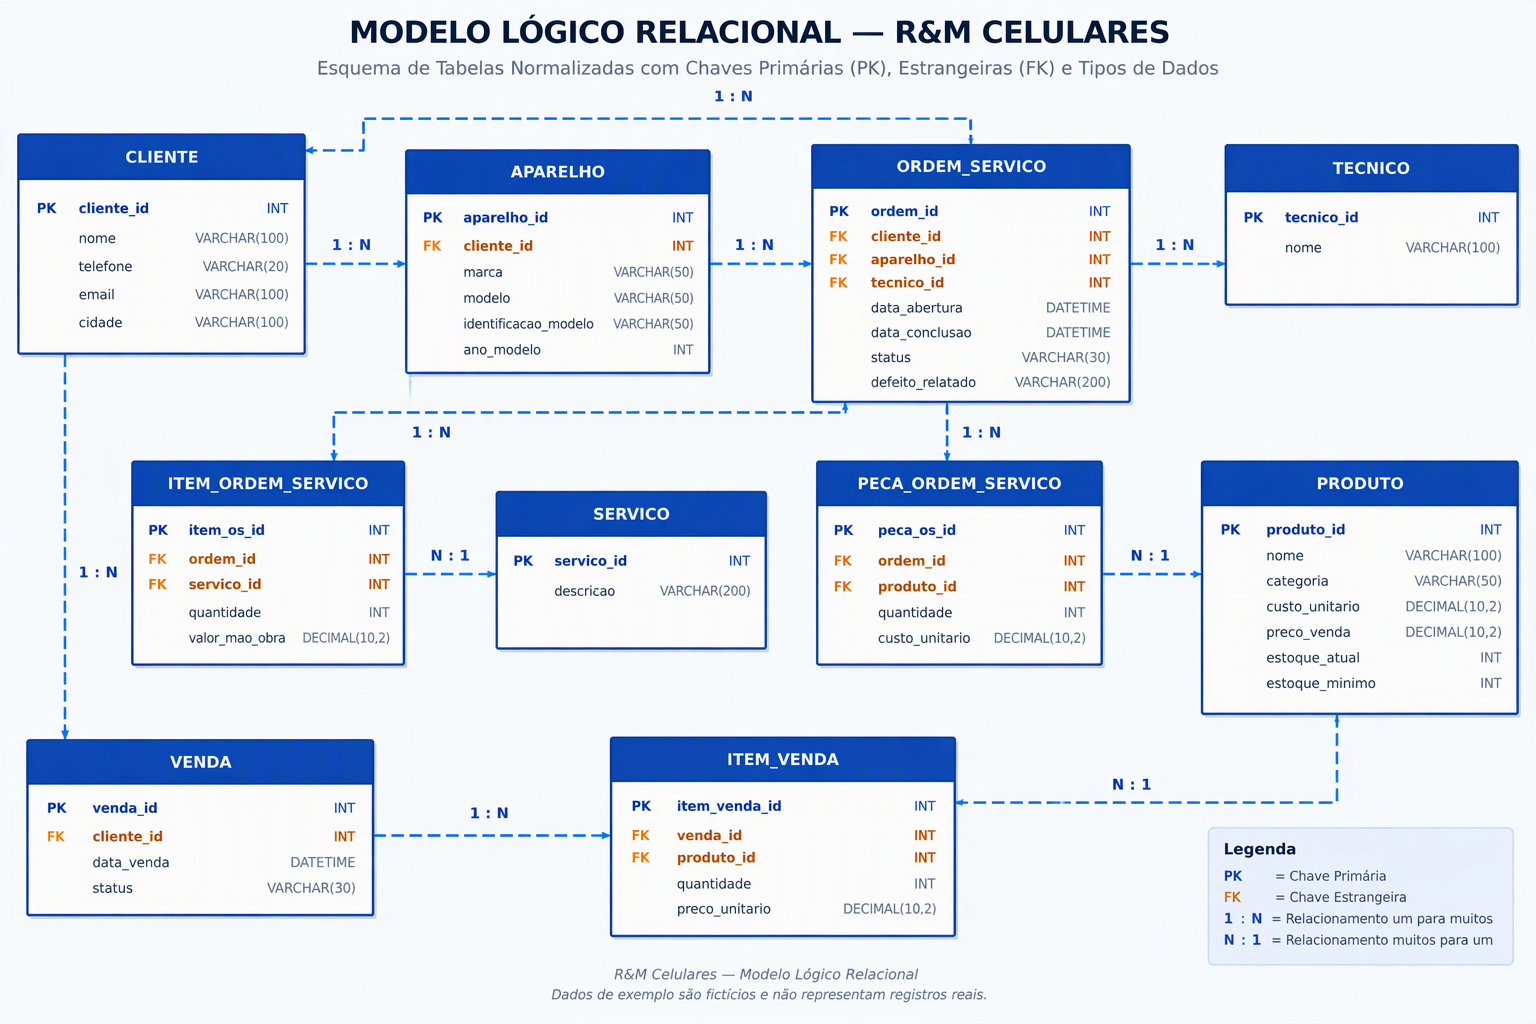 MODELO LÓGICO RELACIONAL — R&M CELULARES
Esquema de Tabelas Normalizadas com Chaves Primárias (PK), Estrangeiras (FK) e Tipos de Dados
1 : N
CLIENTE
PK cliente_id INT
nome VARCHAR(100)
telefone VARCHAR(20)
email VARCHAR(100)
cidade VARCHAR(100)
1 : N
APARELHO
PK aparelho_id INT
FK cliente_id INT
marca VARCHAR(50)
modelo VARCHAR(50)
identificacao_modelo VARCHAR(50)
ano_modelo INT
1 : N
ORDEM_SERVICO
PK ordem_id INT
FK cliente_id INT
FK aparelho_id INT
FK tecnico_id INT
data_abertura DATETIME
data_conclusao DATETIME
status VARCHAR(30)
defeito_relatado VARCHAR(200)
1 : N
TECNICO
PK tecnico_id INT
nome VARCHAR(100)
1 : N
1 : N
ITEM_ORDEM_SERVICO
PK item_os_id INT
FK ordem_id INT
FK servico_id INT
quantidade INT
valor_mao_obra DECIMAL(10,2)
N : 1
SERVICO
PK servico_id INT
descricao VARCHAR(200)
PECA_ORDEM_SERVICO
PK peca_os_id INT
FK ordem_id INT
FK produto_id INT
quantidade INT
custo_unitario DECIMAL(10,2)
N : 1
PRODUTO
PK produto_id INT
nome VARCHAR(100)
categoria VARCHAR(50)
custo_unitario DECIMAL(10,2)
preco_venda DECIMAL(10,2)
estoque_atual INT
estoque_minimo INT
1 : N
VENDA
PK venda_id INT
FK cliente_id INT
data_venda DATETIME
status VARCHAR(30)
1 : N
ITEM_VENDA
PK item_venda_id INT
FK venda_id INT
FK produto_id INT
quantidade INT
preco_unitario DECIMAL(10,2)
N : 1
Legenda
PK = Chave Primária
FK = Chave Estrangeira
1 : N = Relacionamento um para muitos
N : 1 = Relacionamento muitos para um
R&M Celulares — Modelo Lógico Relacional
Dados de exemplo são fictícios e não representam registros reais.